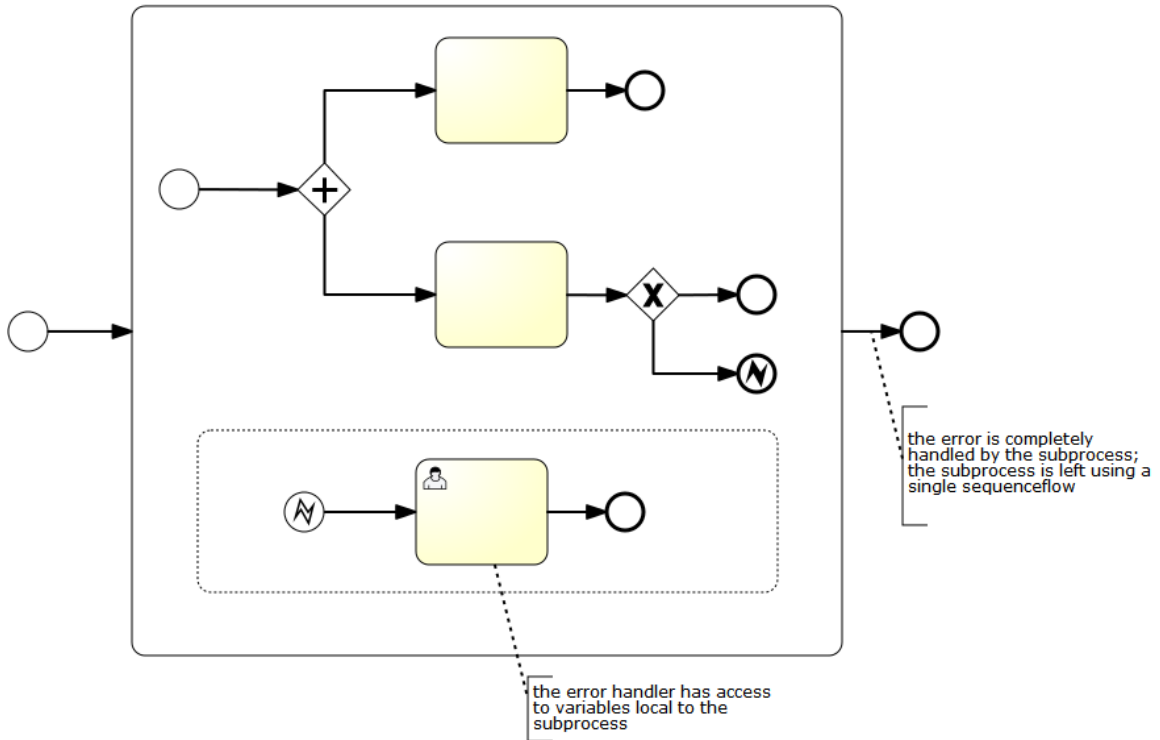 the error is completely
handled by the subprocess;
the subprocess is left using a
single sequenceflow
the error handler has access
to variables local to the
subprocess